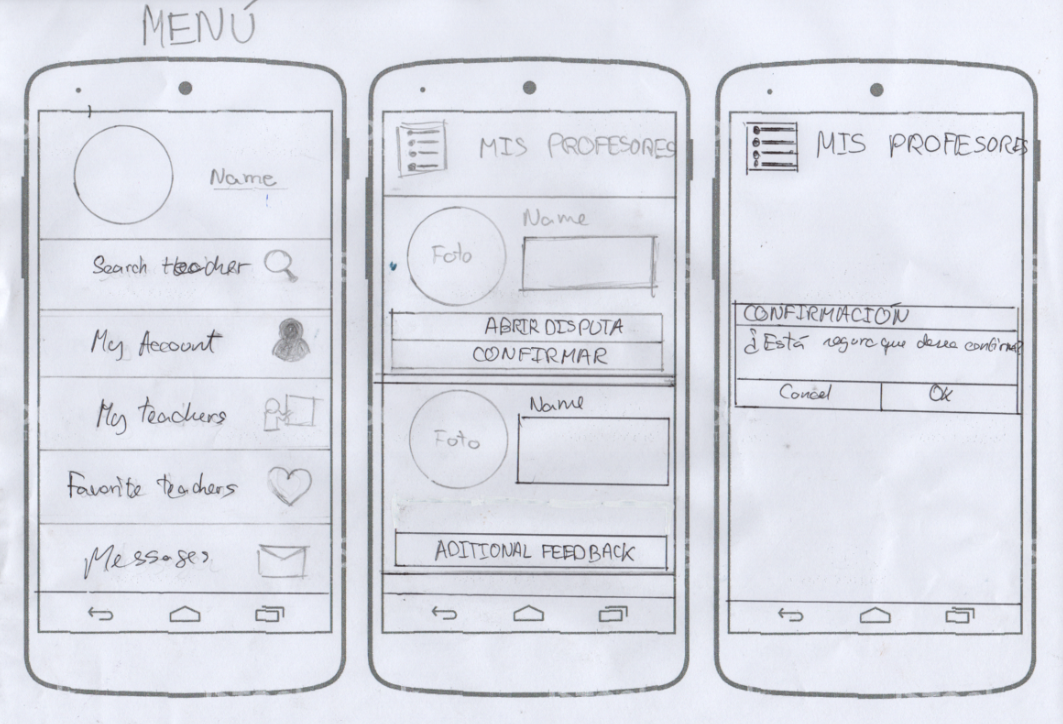 MENÚ
Name
Search teacher
My Account
My teachers
Favorite teachers
Messages
MIS PROFESORES
Foto
Name
ABRIR DISPUTA
CONFIRMAR
Foto
Name
ADITIONAL FEEDBACK
MIS PROFESORES
CONFIRMACIÓN
¿Está seguro que desea confirmar
Cancel
Ok